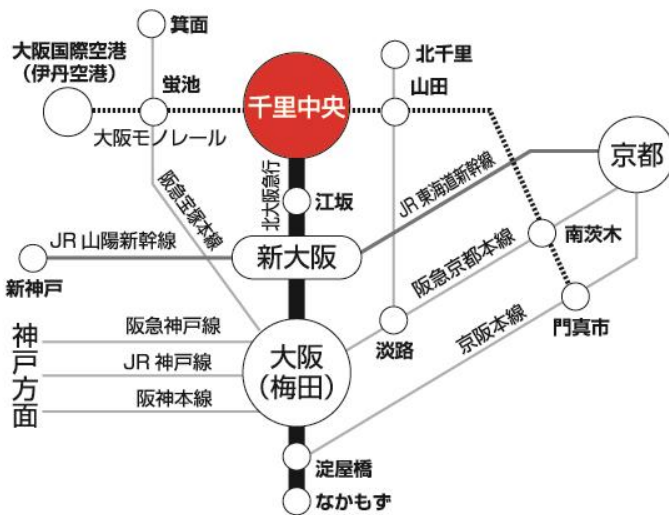 箕面
大阪国際空港
(伊丹空港)
蛍池
大阪モノレール
千里中央
北千里
山田
京都
阪急宝塚本線
北大阪急行
江坂
JR東海道新幹線
JR山陽新幹線
新大阪
新神戸
阪急京都本線
南茨木
神戸方面
阪急神戸線
JR神戸線
阪神本線
大阪
(梅田)
淡路
京阪本線
門真市
淀屋橋
なかもず